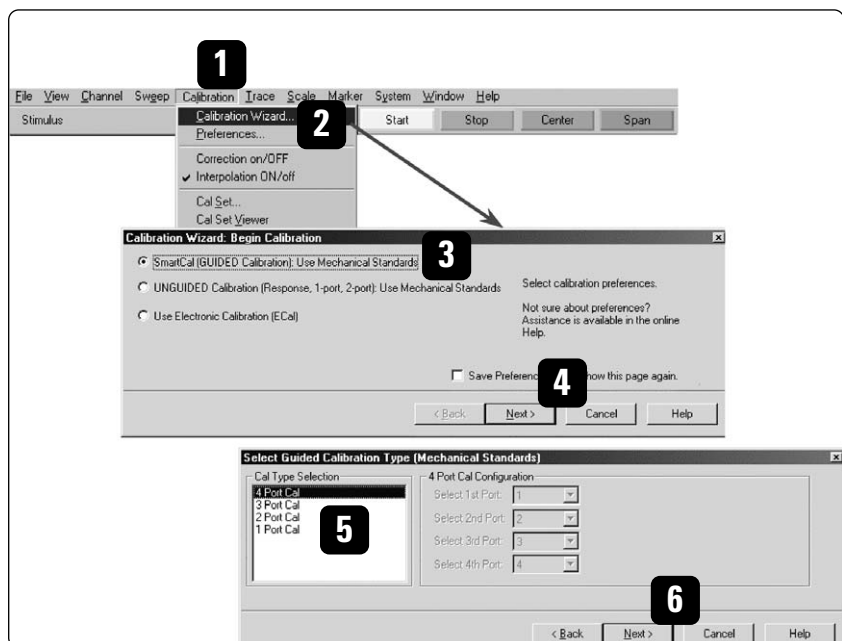 1
File View Channel Sweep Calibration Trace Scale Marker System Window Help
Stimulus Calibration Wizard... 2 Start Stop Center Span
Preferences...
Correction on/OFF
✓ Interpolation ON/off
Cal Set...
Cal Set Viewer
Calibration Wizard: Begin Calibration
SmartCal (GUIDED Calibration): Use Mechanical Standards 3
UNGUIDED Calibration (Response, 1-port, 2-port): Use Mechanical Standards
Use Electronic Calibration (ECal)
Select calibration preferences.
Not sure about preferences?
Assistance is available in the online
Help.
Save Preferenc 4 how this page again.
< Back Next > Cancel Help
Select Guided Calibration Type (Mechanical Standards)
Cal Type Selection
4 Port Cal
3 Port Cal
2 Port Cal
1 Port Cal
5
4 Port Cal Configuration
Select 1st Port: 1
Select 2nd Port: 2
Select 3rd Port: 3
Select 4th Port: 4
6
< Back Next > Cancel Help